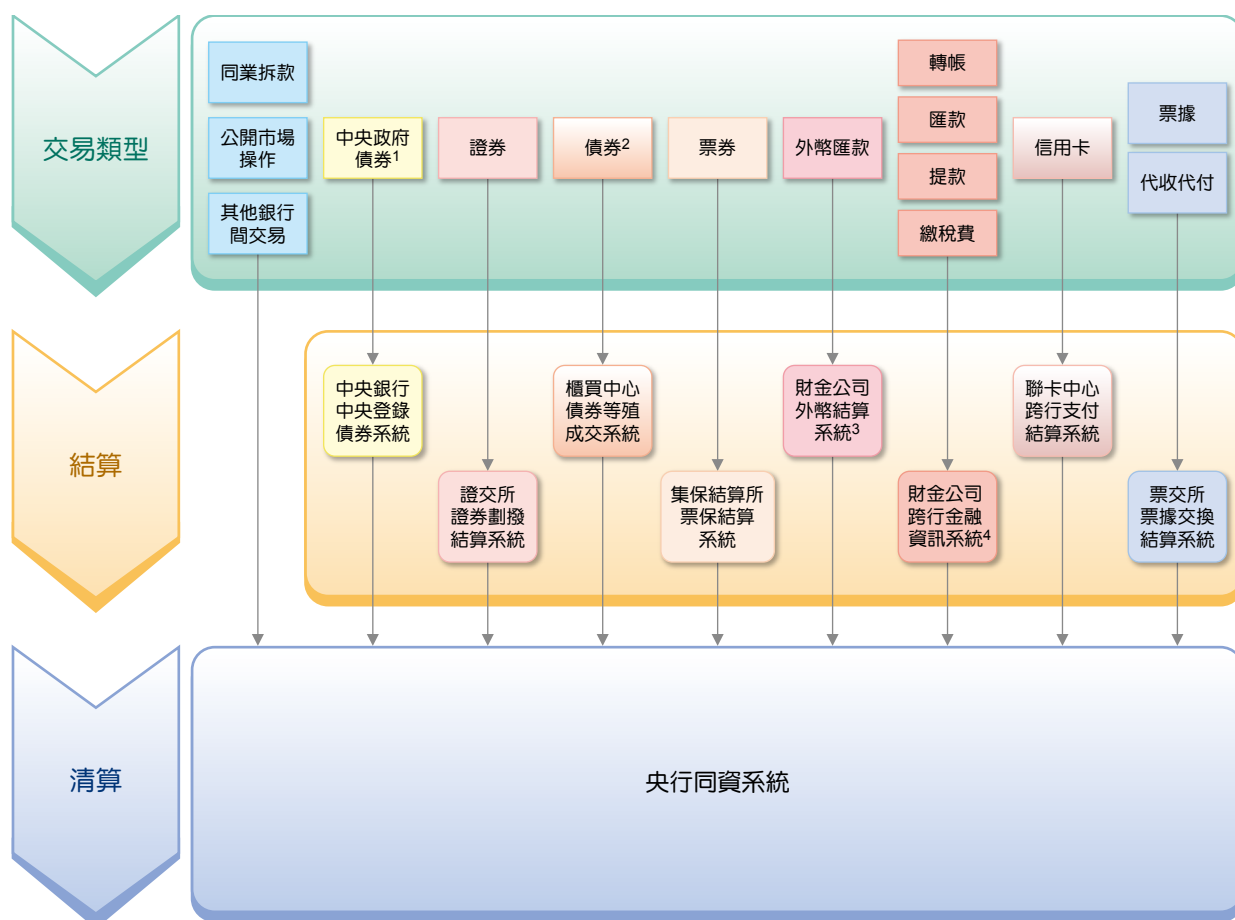 交易類型
同業拆款
公開市場
操作
其他銀行
間交易
中央政府
債券1
證券
債券2
票券
外幣匯款
轉帳
匯款
提款
繳稅費
信用卡
票據
代收代付
結算
中央銀行
中央登錄
債券系統
證交所
證券劃撥
結算系統
櫃買中心
債券等殖
成交系統
集保結算所
票保結算
系統
財金公司
外幣結算
系統3
財金公司
跨行金融
資訊系統4
聯卡中心
跨行支付
結算系統
票交所
票據交換
結算系統
清算
央行同資系統